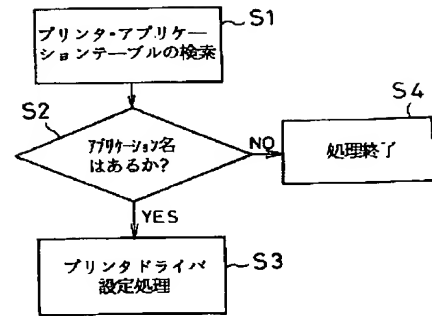 S1
プリンタ・アプリケー
ションテーブルの検索
S2
アプリケーション名
はあるか?
NO
S4
処理終了
YES
プリンタドライバ
設定処理
S3